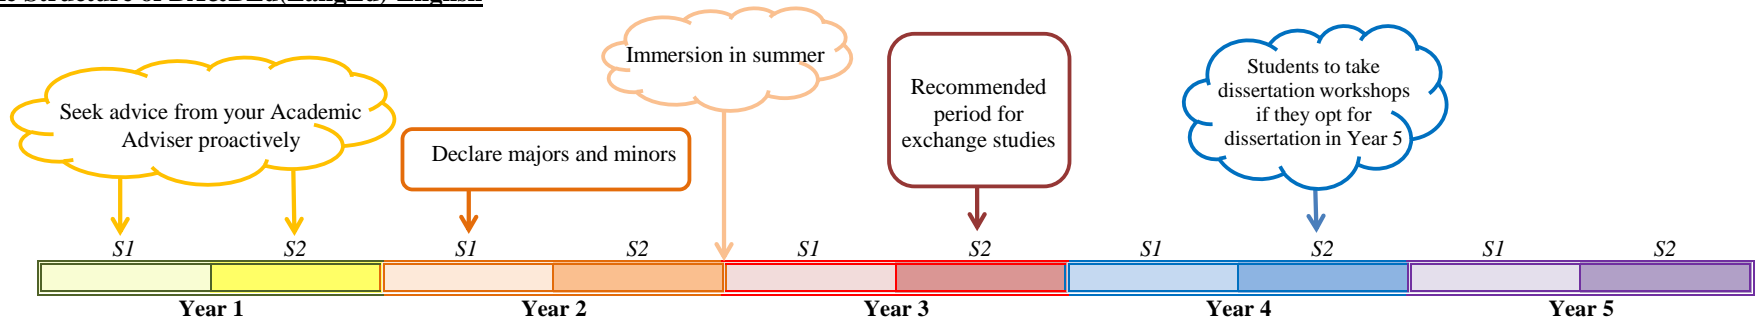 Immersion in summer
Seek advice from your Academic
Adviser proactively
Declare majors and minors
Recommended
period for
exchange studies
Students to take
dissertation workshops
if they opt for
dissertation in Year 5
S1 S2 S1 S2 S1 S2 S1 S2 S1 S2
Year 1 Year 2 Year 3 Year 4 Year 5